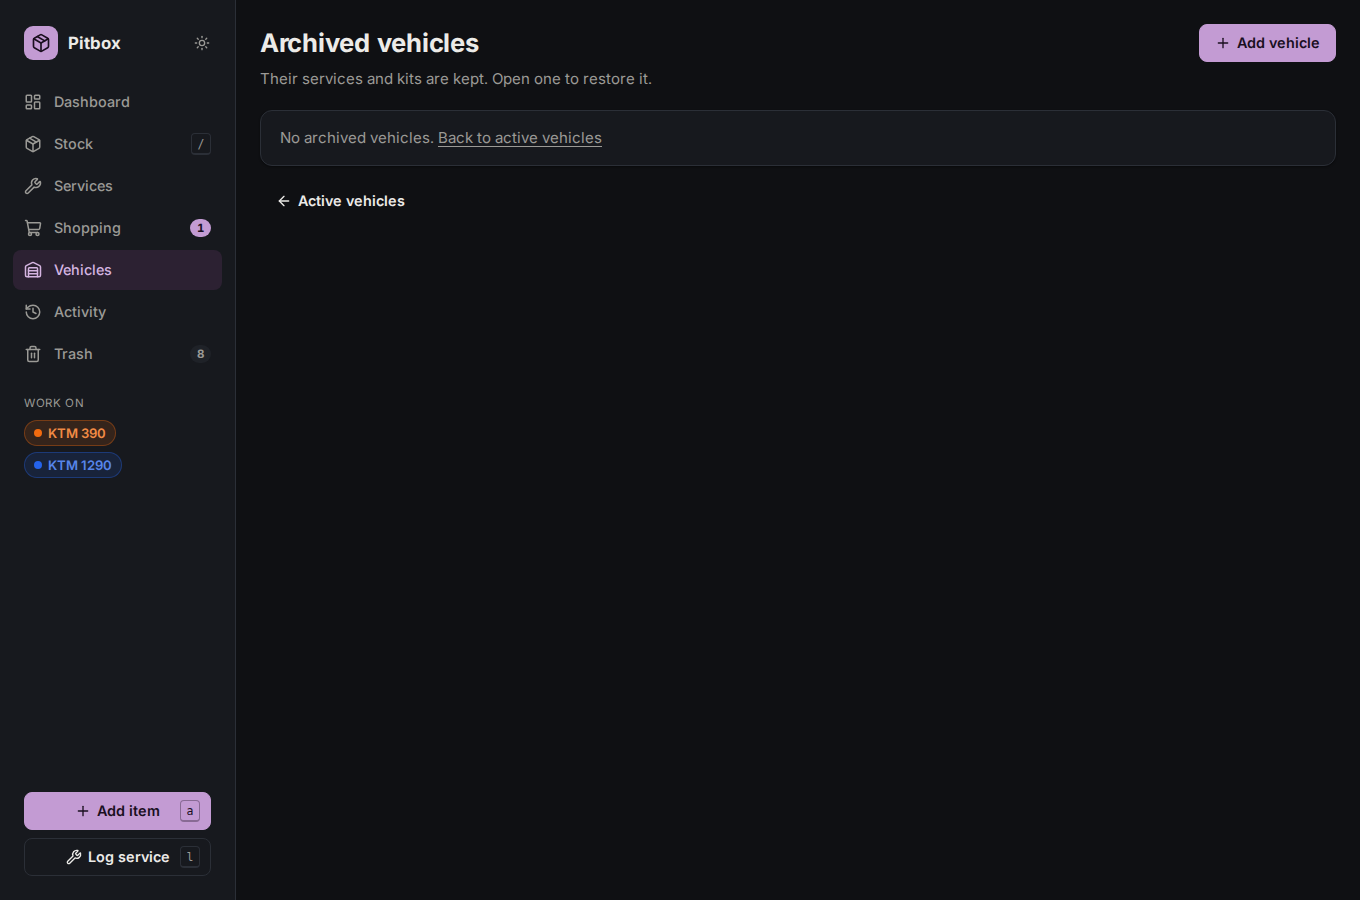 Pitbox
Dashboard
Stock /
Services
Shopping 1
Vehicles
Activity
Trash 8
WORK ON
KTM 390
KTM 1290
Add item a
Log service l
Archived vehicles
Add vehicle
Their services and kits are kept. Open one to restore it.
No archived vehicles. Back to active vehicles
Active vehicles